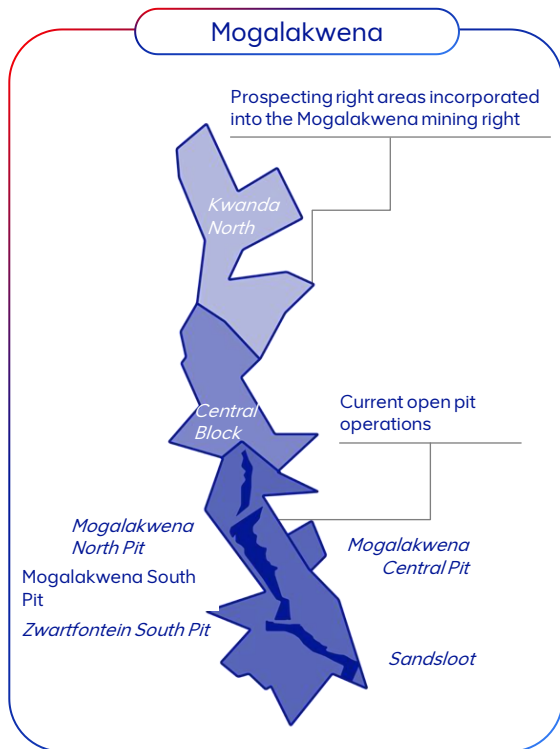 Mogalakwena
Prospecting right areas incorporated
into the Mogalakwena mining right
Kwanda
North
Central
Block
Current open pit
operations
Mogalakwena
North Pit
Mogalakwena
Central Pit
Mogalakwena South
Pit
Zwartfontein South Pit
Sandsloot